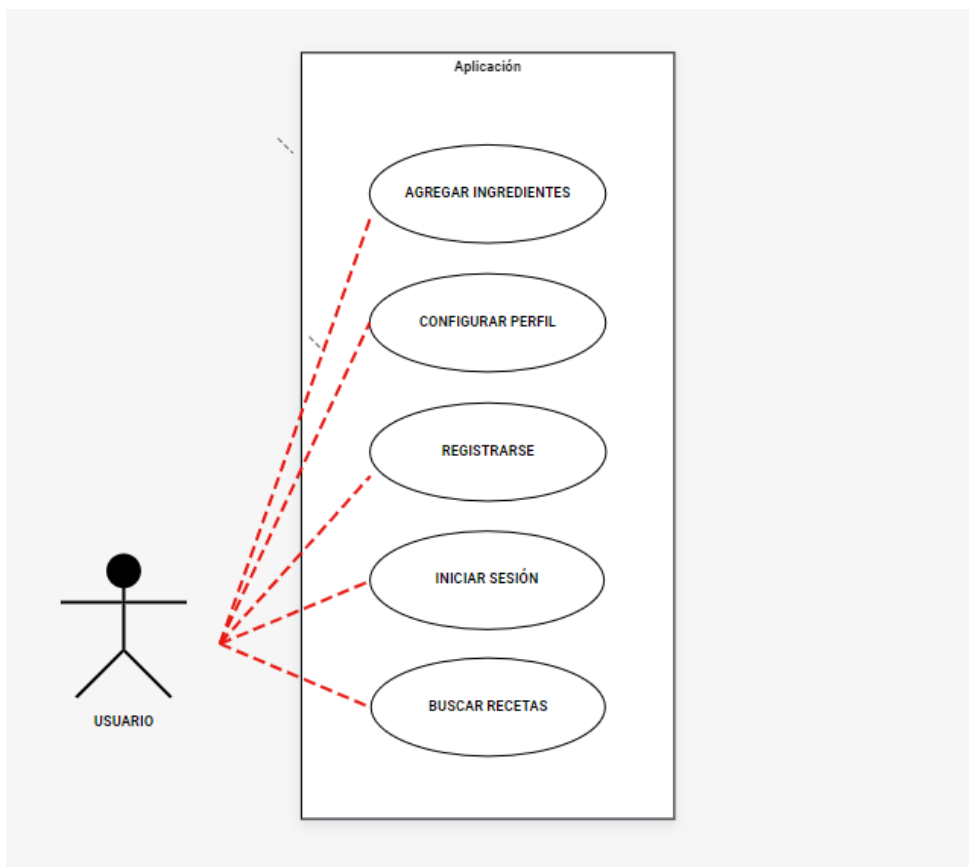 Aplicación
AGREGAR INGREDIENTES
CONFIGURAR PERFIL
REGISTRARSE
INICIAR SESIÓN
BUSCAR RECETAS
USUARIO